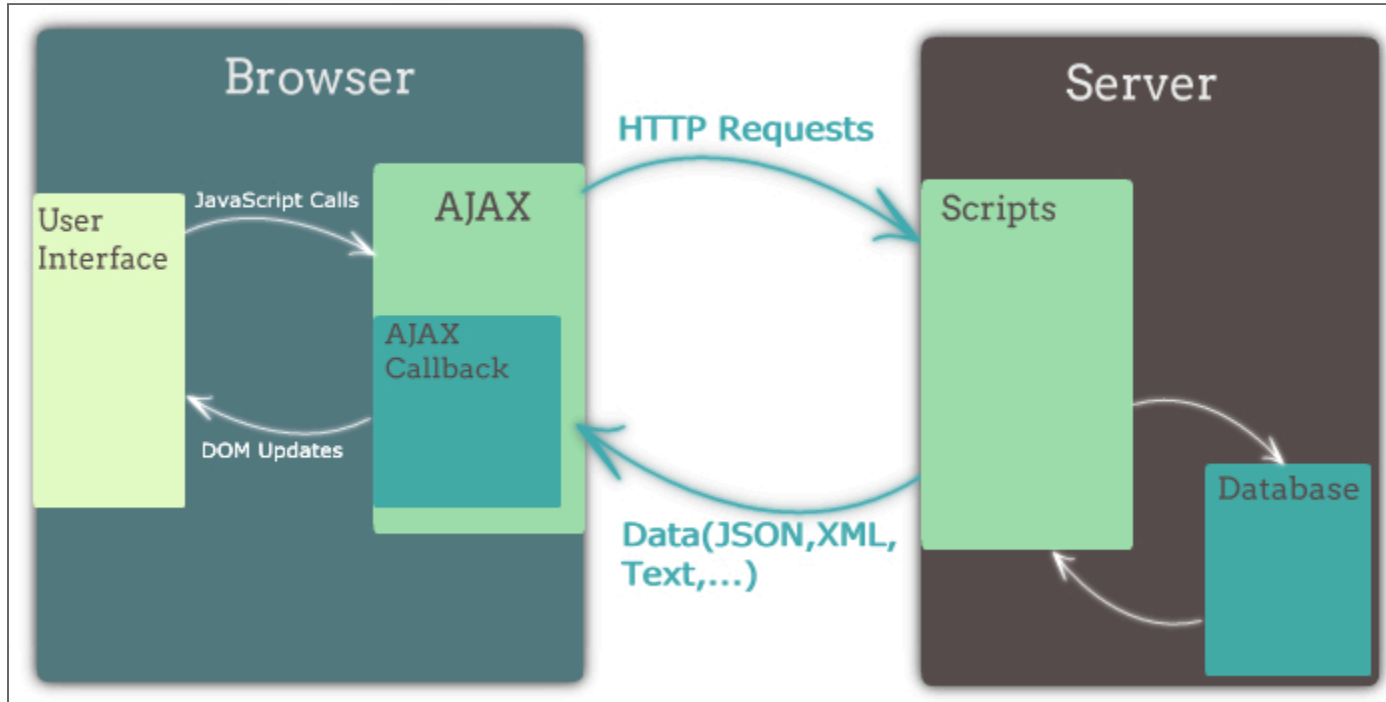 Browser
Server
HTTP Requests
JavaScript Calls
AJAX
User
Interface
Scripts
AJAX
Callback
DOM Updates
Database
Data(JSON,XML,
Text,...)